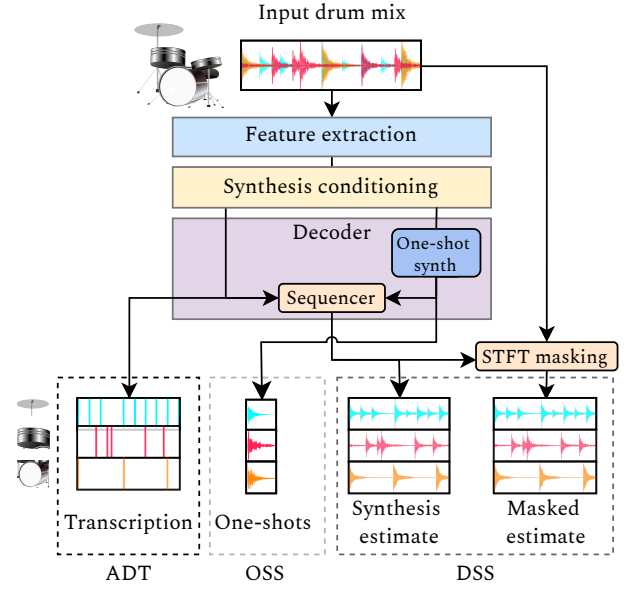 Input drum mix
Feature extraction
Synthesis conditioning
Decoder
One-shot
synth
Sequencer
STFT masking
Transcription
One-shots
Synthesis
estimate
Masked
estimate
ADT
OSS
DSS